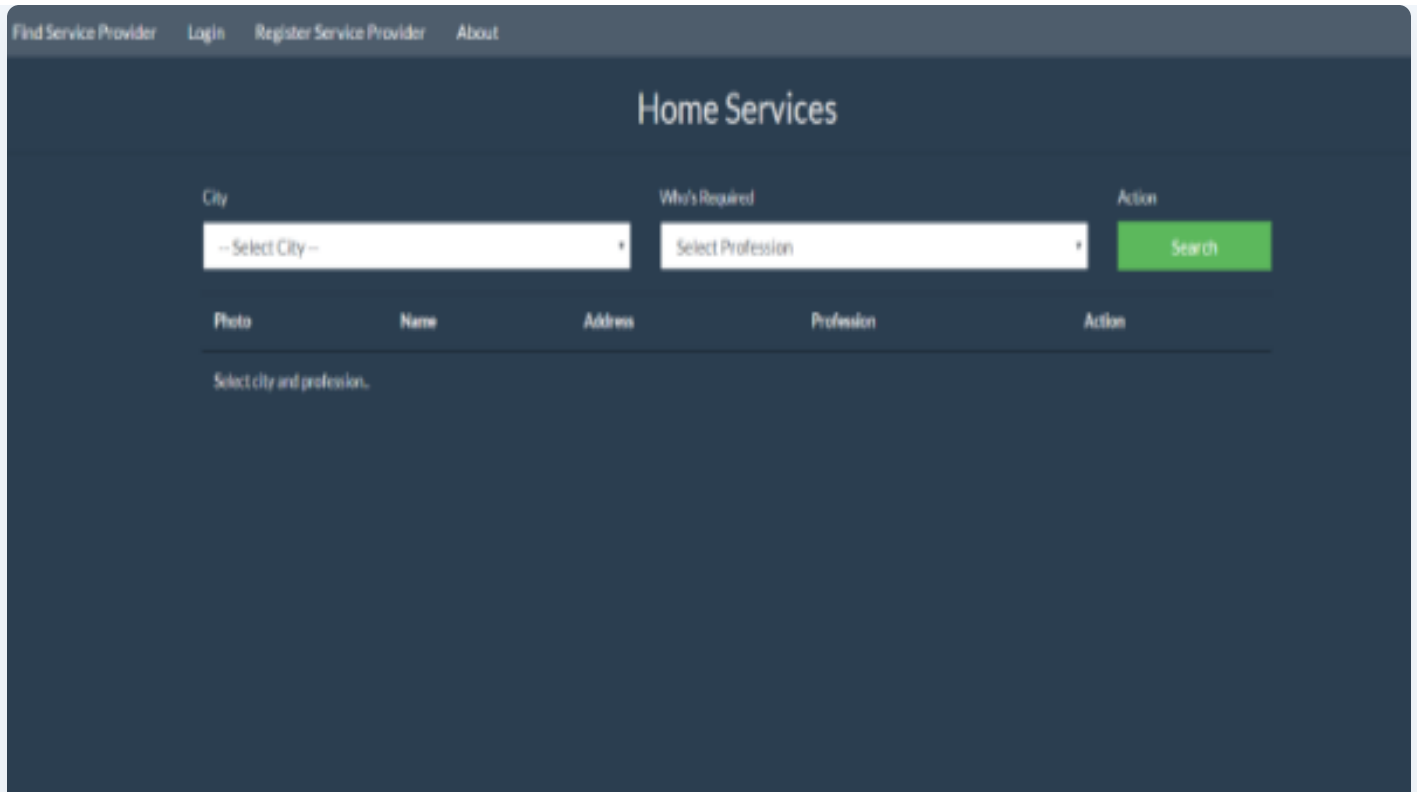 Find Service Provider Login Register Service Provider About
Home Services
City Who's Required Action
-- Select City -- Select Profession Search
Photo Name Address Profession Action
Select city and profession..